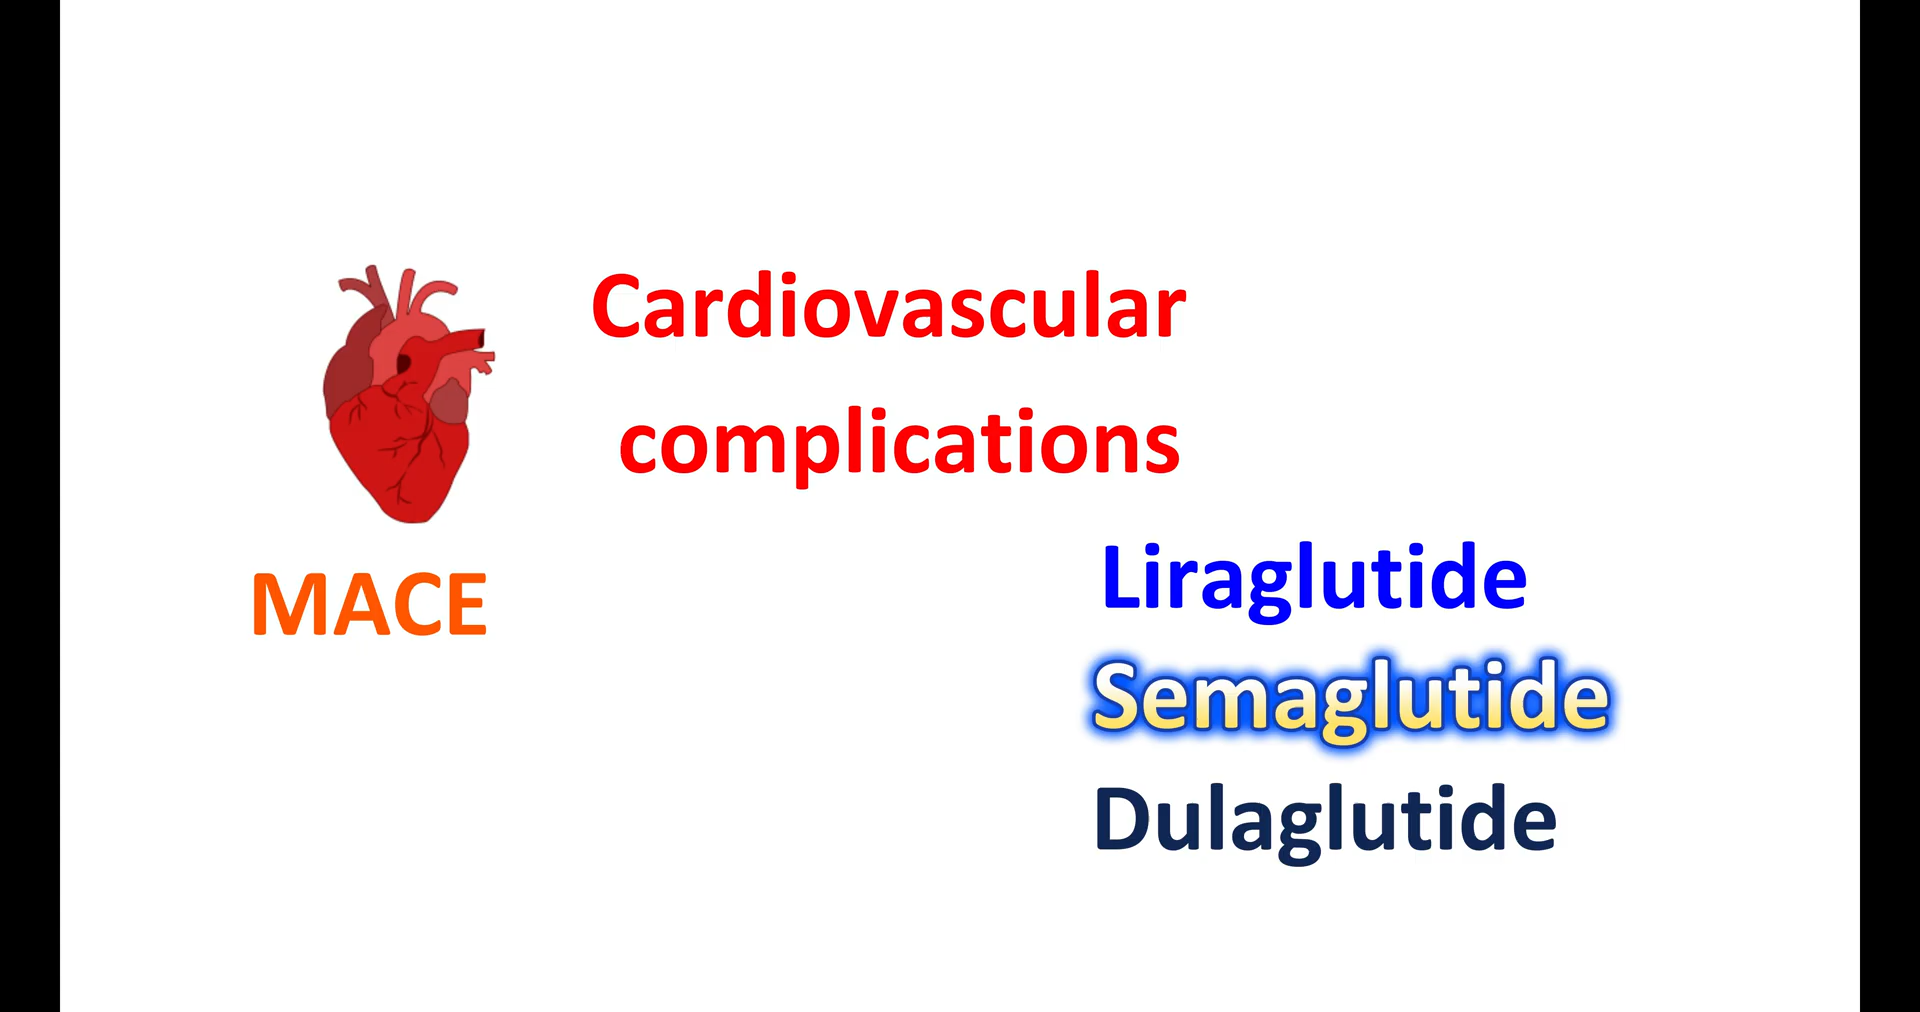 Cardiovascular
complications
MACE
Liraglutide
Semaglutide
Dulaglutide